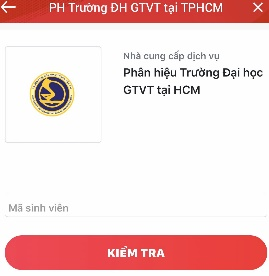 PH Trường ĐH GTVT tại TPHCM
Nhà cung cấp dịch vụ
Phân hiệu Trường Đại học
GTVT tại HCM
Mã sinh viên
KIỂM TRA